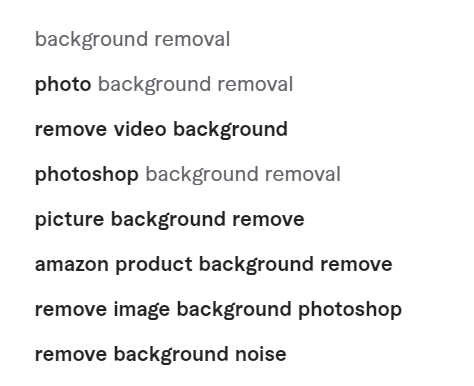 background removal
photo background removal
remove video background
photoshop background removal
picture background remove
amazon product background remove
remove image background photoshop
remove background noise